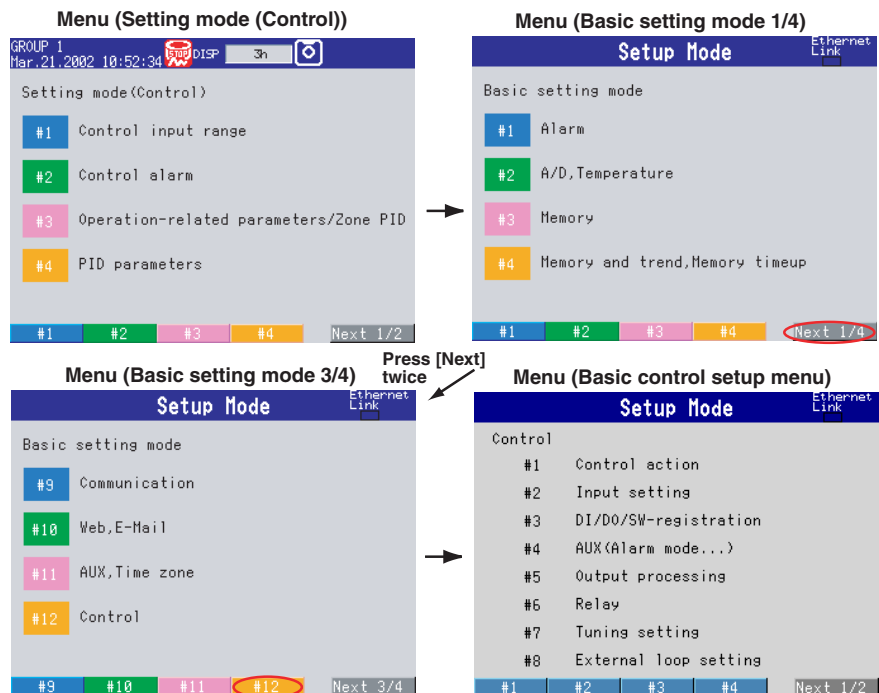 Menu (Setting mode (Control))
GROUP 1
Mar.21.2002 10:52:34
STOP
DISP
3h
Setting mode(Control)
#1 Control input range
#2 Control alarm
#3 Operation-related parameters/Zone PID
#4 PID parameters
#1 #2 #3 #4 Next 1/2
Menu (Basic setting mode 1/4)
Setup Mode
Ethernet
Link
Basic setting mode
#1 Alarm
#2 A/D,Temperature
#3 Memory
#4 Memory and trend,Memory timeup
#1 #2 #3 #4 Next 1/4
Press [Next]
twice
Menu (Basic setting mode 3/4)
Setup Mode
Ethernet
Link
Basic setting mode
#9 Communication
#10 Web,E-Mail
#11 AUX,Time zone
#12 Control
#9 #10 #11 #12 Next 3/4
Menu (Basic control setup menu)
Setup Mode
Ethernet
Link
Control
#1 Control action
#2 Input setting
#3 DI/DO/SW-registration
#4 AUX(Alarm mode...)
#5 Output processing
#6 Relay
#7 Tuning setting
#8 External loop setting
#1 #2 #3 #4 Next 1/2